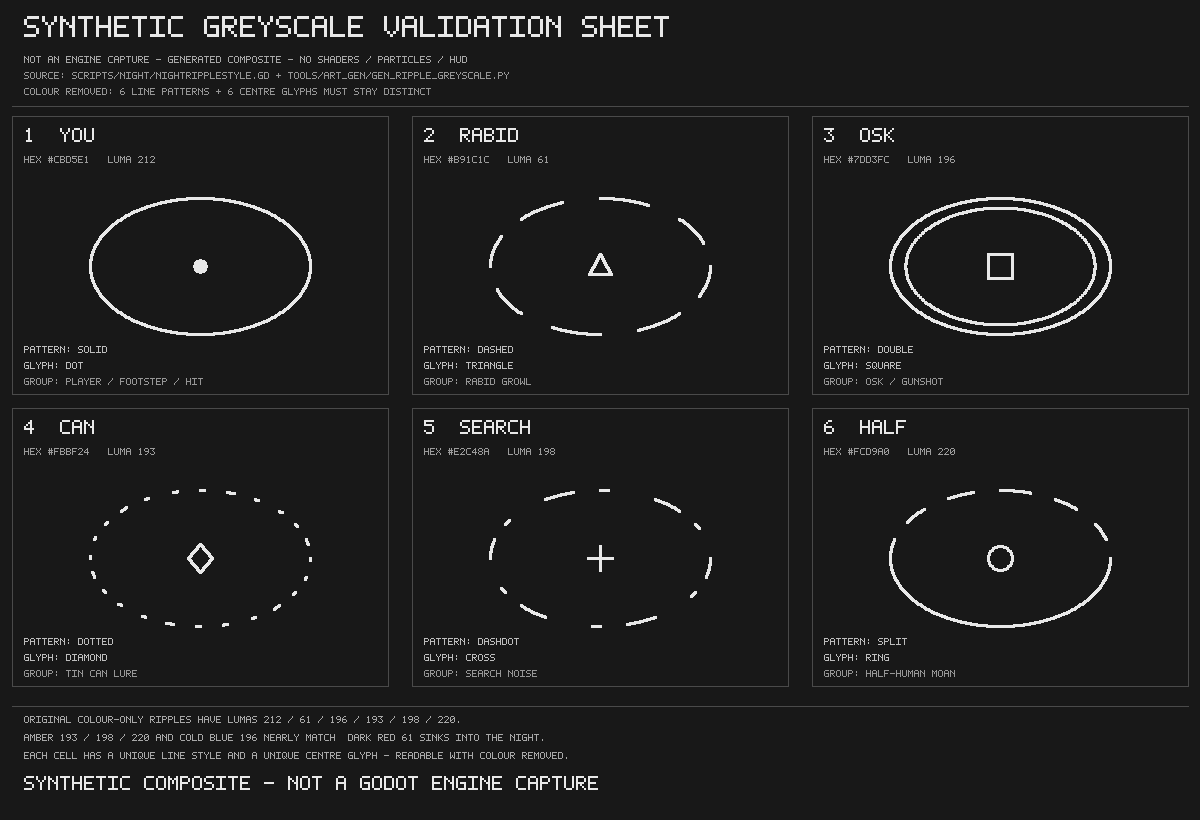 SYNTHETIC GREYSCALE VALIDATION SHEET
NOT AN ENGINE CAPTURE – GENERATED COMPOSITE – NO SHADERS / PARTICLES / HUD
SOURCE: SCRIPTS/NIGHT/NIGHTRIPPLESTYLE.GD + TOOLS/ART_GEN/GEN_RIPPLE_GREYSCALE.PY
COLOUR REMOVED: 6 LINE PATTERNS + 6 CENTRE GLYPHS MUST STAY DISTINCT
1 YOU
HEX #CBD5E1 LUMA 212
PATTERN: SOLID
GLYPH: DOT
GROUP: PLAYER / FOOTSTEP / HIT
2 RABID
HEX #B91C1C LUMA 61
PATTERN: DASHED
GLYPH: TRIANGLE
GROUP: RABID GROWL
3 OSK
HEX #7DD3FC LUMA 196
PATTERN: DOUBLE
GLYPH: SQUARE
GROUP: OSK / GUNSHOT
4 CAN
HEX #FBBF24 LUMA 193
PATTERN: DOTTED
GLYPH: DIAMOND
GROUP: TIN CAN LURE
5 SEARCH
HEX #E2C48A LUMA 198
PATTERN: DASHDOT
GLYPH: CROSS
GROUP: SEARCH NOISE
6 HALF
HEX #FCD9A0 LUMA 220
PATTERN: SPLIT
GLYPH: RING
GROUP: HALF-HUMAN MOAN
ORIGINAL COLOUR-ONLY RIPPLES HAVE LUMAS 212 / 61 / 196 / 193 / 198 / 220.
AMBER 193 / 198 / 220 AND COLD BLUE 196 NEARLY MATCH DARK RED 61 SINKS INTO THE NIGHT.
EACH CELL HAS A UNIQUE LINE STYLE AND A UNIQUE CENTRE GLYPH – READABLE WITH COLOUR REMOVED.
SYNTHETIC COMPOSITE – NOT A GODOT ENGINE CAPTURE